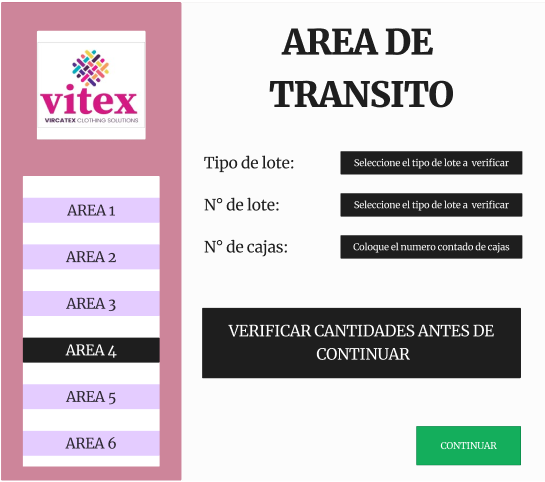 vitex
VIRCATEX CLOTHING SOLUTIONS
AREA 1
AREA 2
AREA 3
AREA 4
AREA 5
AREA 6
AREA DE
TRANSITO
Tipo de lote:
Seleccione el tipo de lote a verificar
N° de lote:
Seleccione el tipo de lote a verificar
N° de cajas:
Coloque el numero contado de cajas
VERIFICAR CANTIDADES ANTES DE
CONTINUAR
CONTINUAR